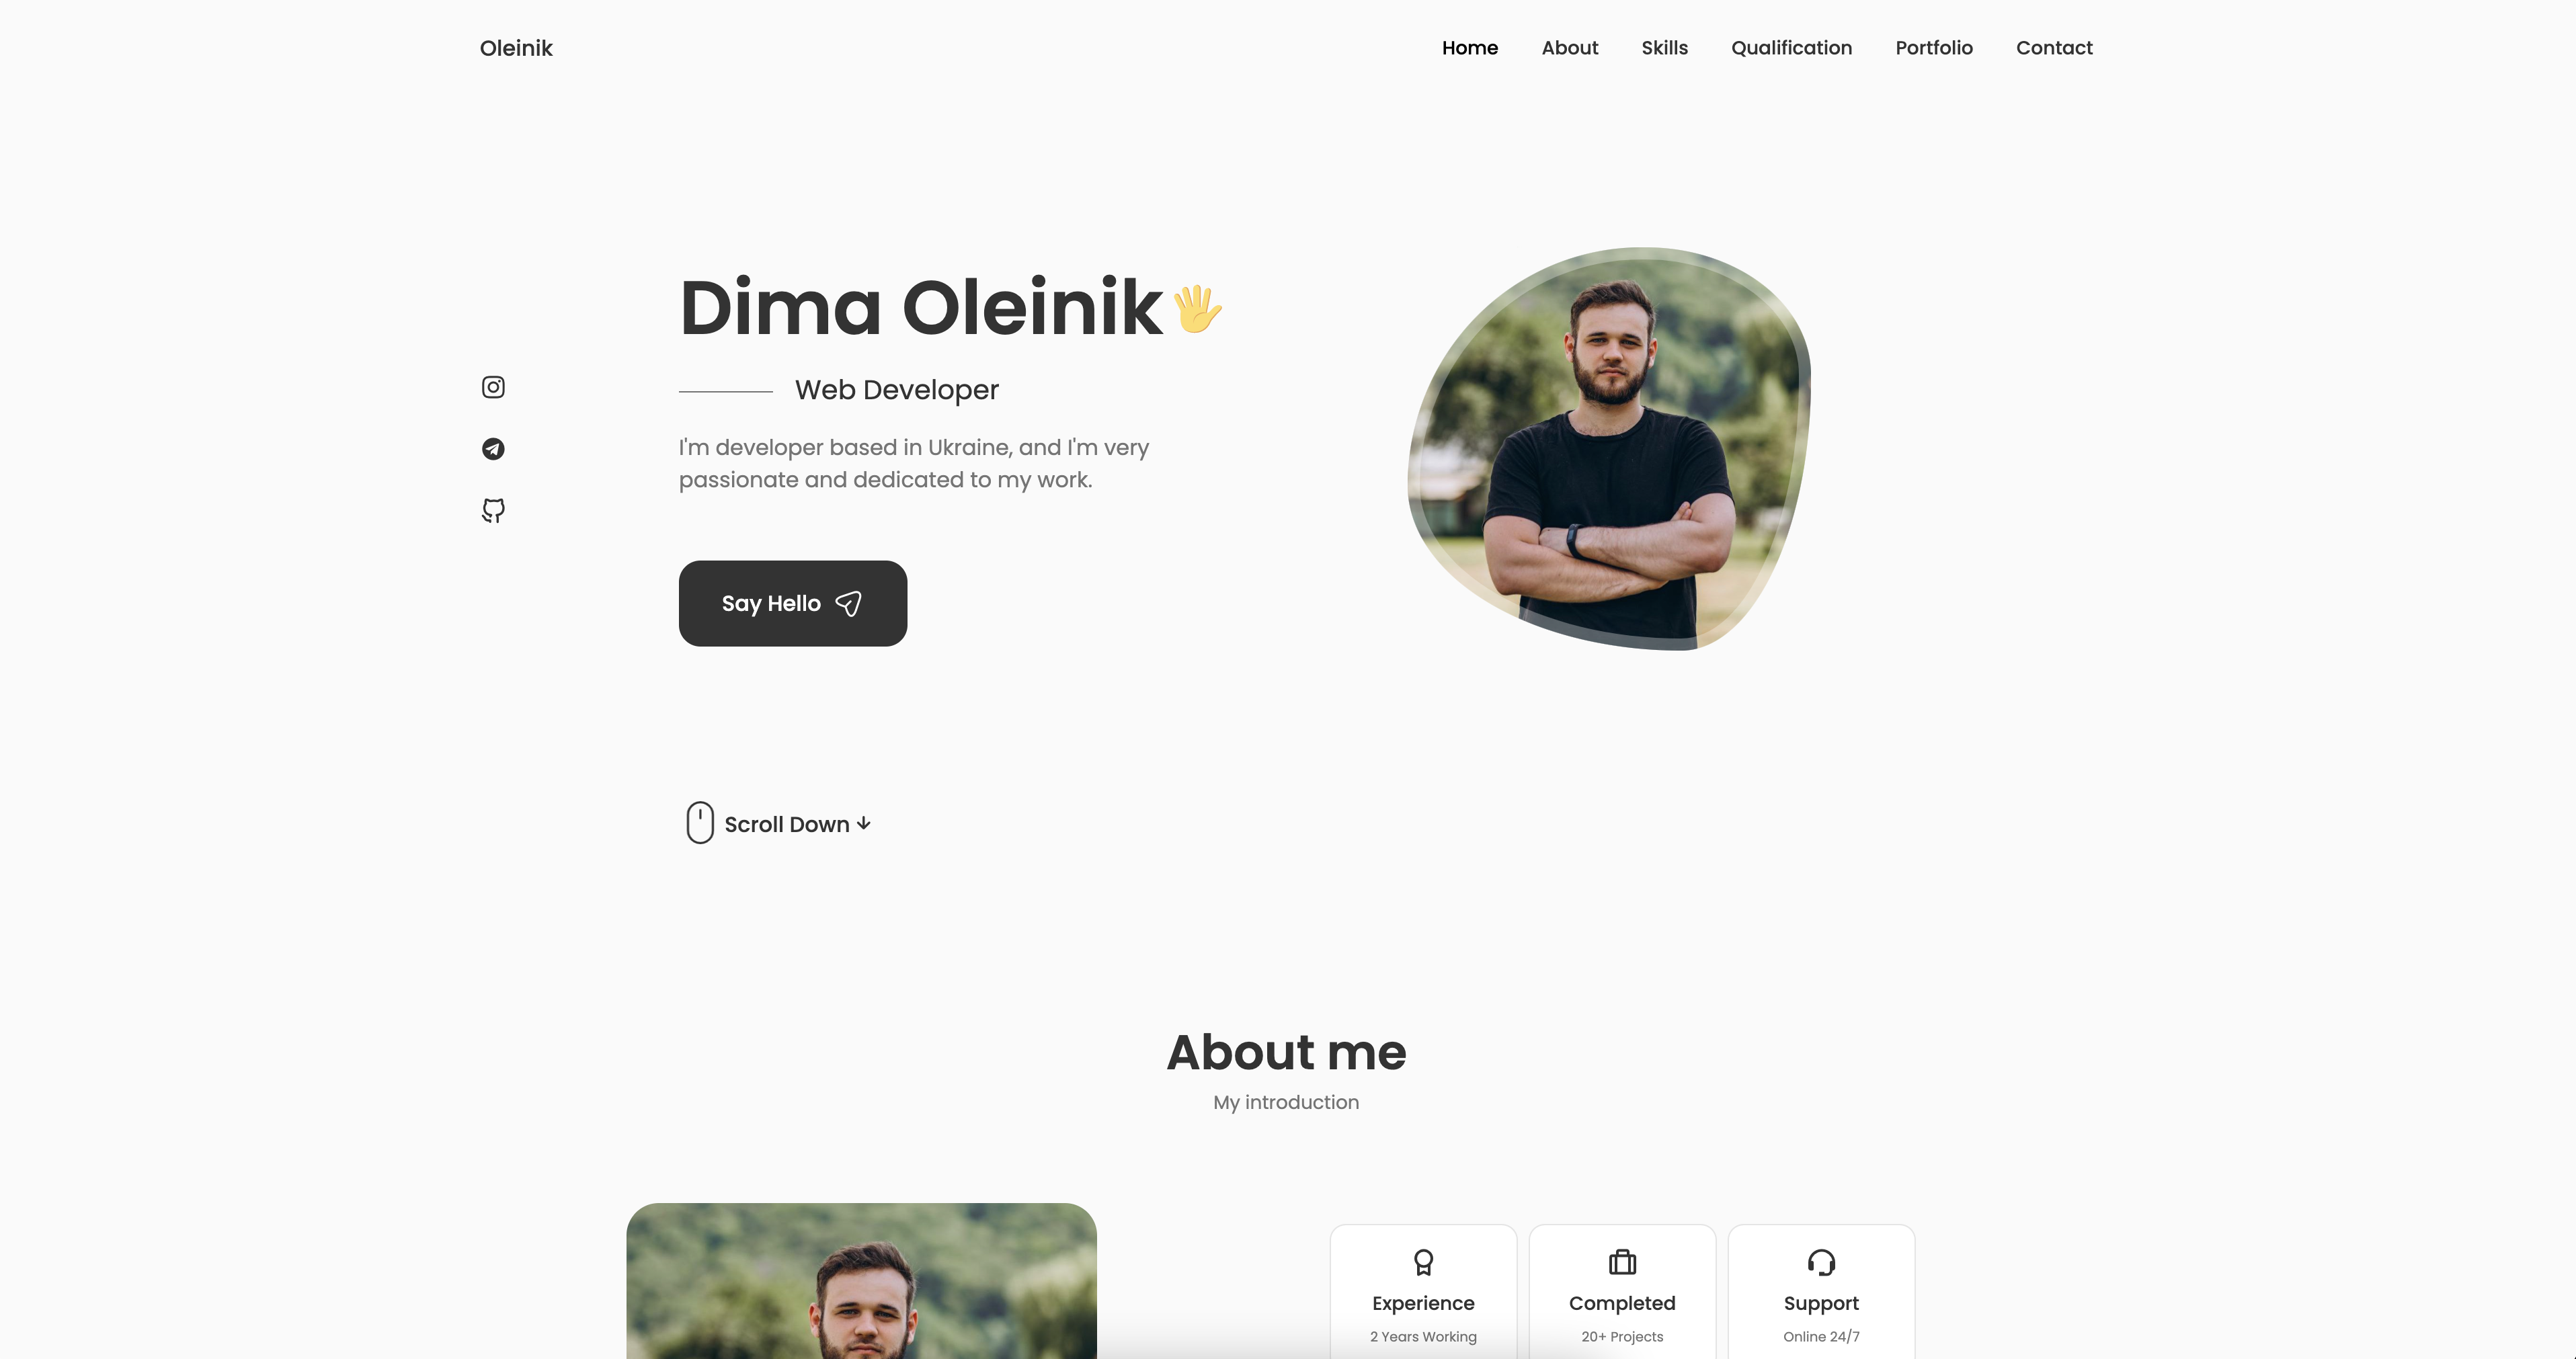 Oleinik
Home About Skills Qualification Portfolio Contact
Dima Oleinik
Web Developer
I'm developer based in Ukraine, and I'm very
passionate and dedicated to my work.
Say Hello
Scroll Down
About me
My introduction
Experience
2 Years Working
Completed
20+ Projects
Support
Online 24/7